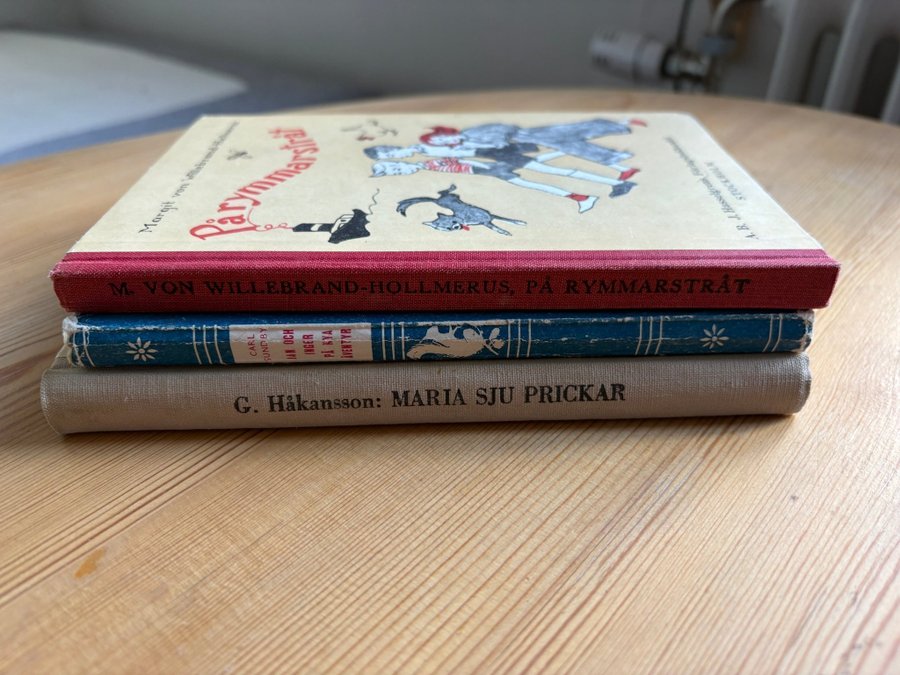 Margit von Willebrand-Hollmerus
På rymmarstråt
STOCKHOLM
M. VON WILLEBRAND-HOLLMERUS, PÅ RYMMARSTRÅT
CARL
SUNDBY
JAN OCH
INGER
PÅ NYA
ÄVENTYR
G. Håkansson: MARIA SJU PRICKAR